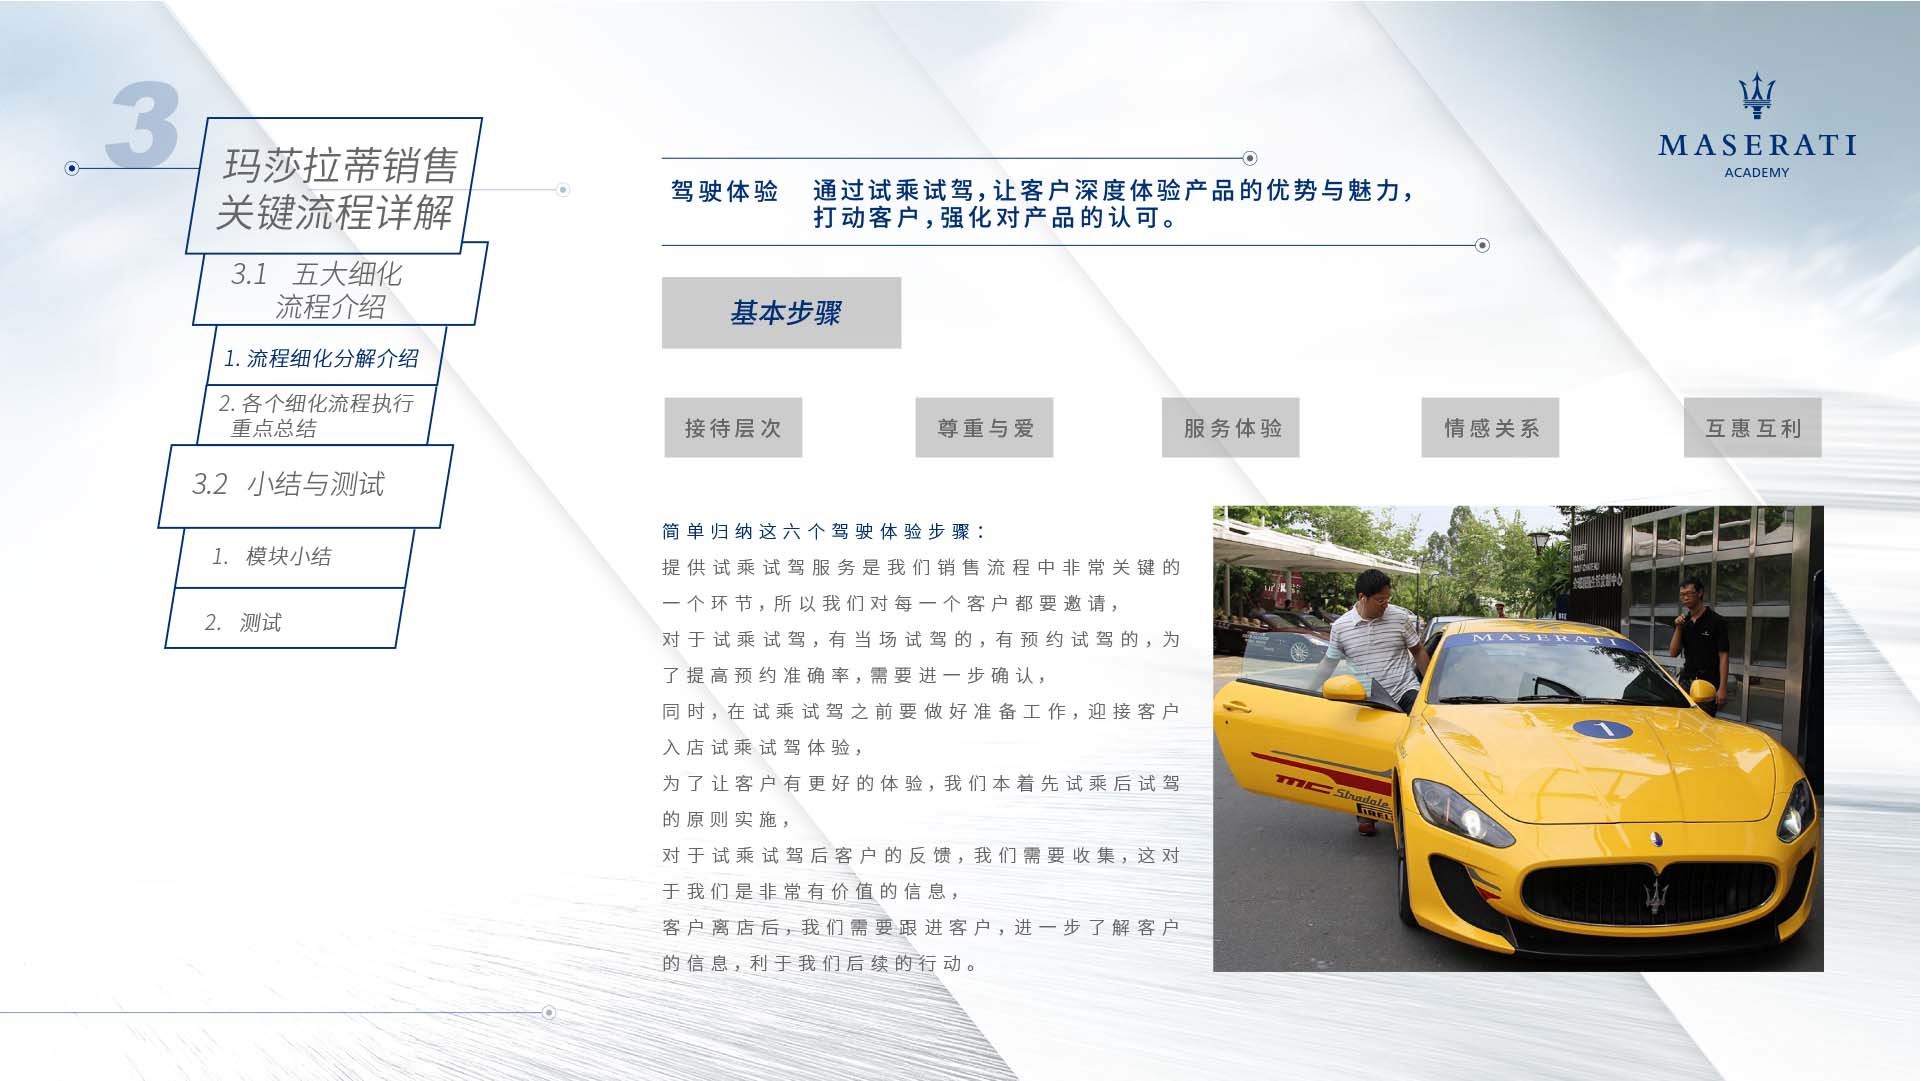 3
玛莎拉蒂销售
关键流程详解
3.1 五大细化
流程介绍
1. 流程细化分解介绍
2. 各个细化流程执行
重点总结
3.2 小结与测试
1. 模块小结
2. 测试
MASERATI
ACADEMY
驾驶体验 通过试乘试驾,让客户深度体验产品的优势与魅力,
打动客户,强化对产品的认可。
基本步骤
接待层次 尊重与爱 服务体验 情感关系 互惠互利
简单归纳这六个驾驶体验步骤：
提供试乘试驾服务是我们销售流程中非常关键的
一个环节,所以我们对每一个客户都要邀请,
对于试乘试驾,有当场试驾的,有预约试驾的,为
了提高预约准确率,需要进一步确认,
同时,在试乘试驾之前要做好准备工作,迎接客户
入店试乘试驾体验,
为了让客户有更好的体验,我们本着先试乘后试驾
的原则实施,
对于试乘试驾后客户的反馈,我们需要收集,这对
于我们是非常有价值的信息,
客户离店后,我们需要跟进客户,进一步了解客户
的信息,利于我们后续的行动。
MASERATI
1
MC
Stradale
PIREL